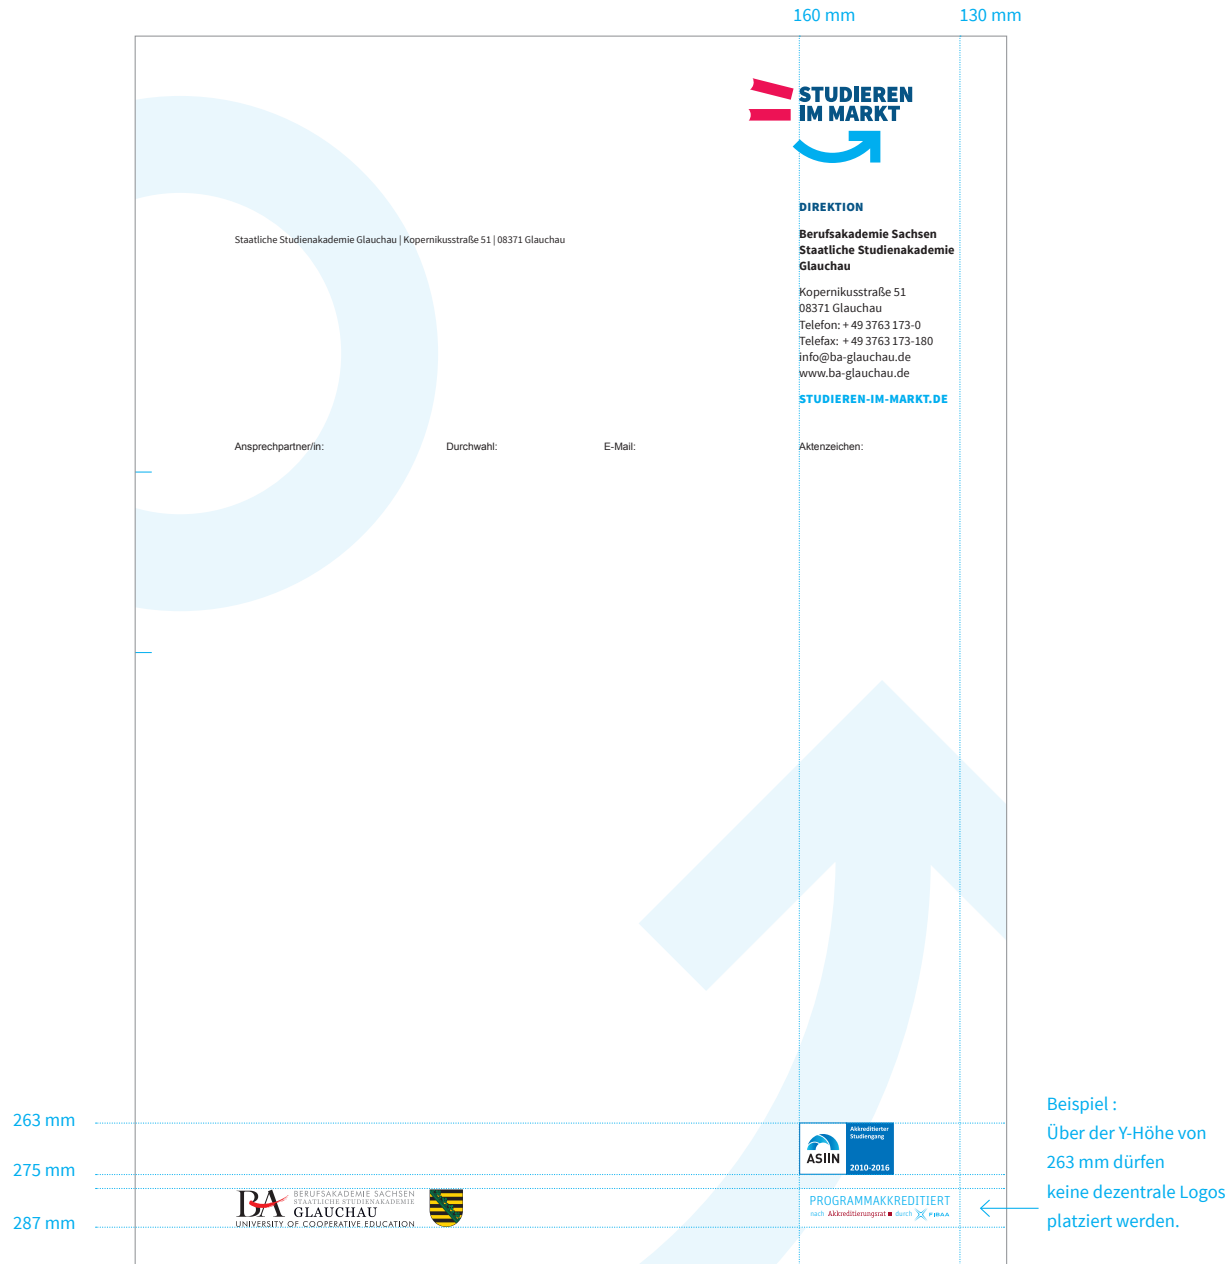 160 mm
130 mm
STUDIEREN
IM MARKT
DIREKTION
Berufsakademie Sachsen
Staatliche Studienakademie
Glauchau
Staatliche Studienakademie Glauchau | Kopernikusstraße 51 | 08371 Glauchau
Kopernikusstraße 51
08371 Glauchau
Telefon: + 49 3763 173-0
Telefax: + 49 3763 173-180
info@ba-glauchau.de
www.ba-glauchau.de
STUDIEREN-IM-MARKT.DE
Ansprechpartner/in:
Durchwahl:
E-Mail:
Aktenzeichen:
263 mm
275 mm
287 mm
Akkreditierter
Studiengang
ASIIN
2010-2016
BA
BERUFSAKADEMIE SACHSEN
STAATLICHE STUDIENAKADEMIE
GLAUCHAU
UNIVERSITY OF COOPERATIVE EDUCATION
PROGRAMMAKKREDITIERT
nach Akkreditierungsrat durch FIBAA
Beispiel :
Über der Y-Höhe von
263 mm dürfen
keine dezentrale Logos
platziert werden.